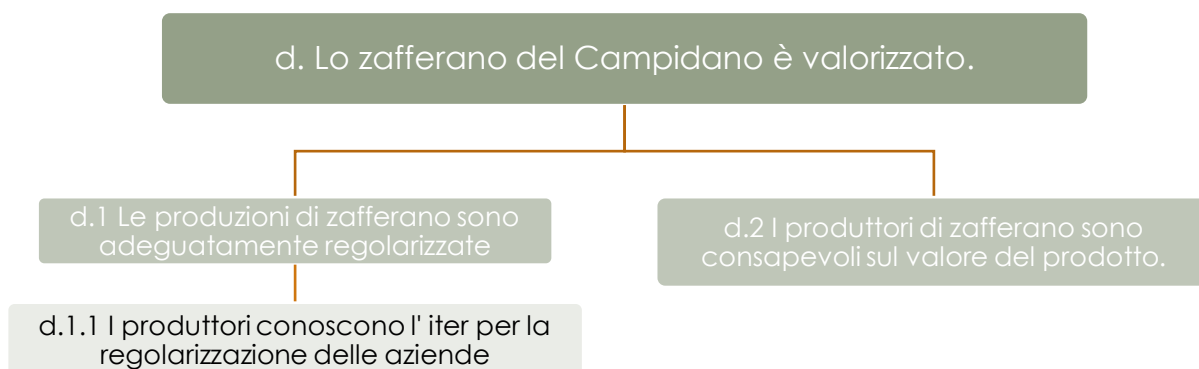 d. Lo zafferano del Campidano è valorizzato.
d.1 Le produzioni di zafferano sono
adeguatamente regolarizzate
d.2 I produttori di zafferano sono
consapevoli sul valore del prodotto.
d.1.1 I produttori conoscono l' iter per la
regolarizzazione delle aziende